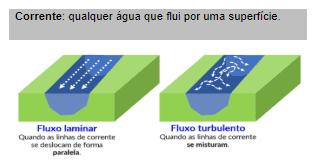 Corrente: qualquer água que flui por uma superfície.
Fluxo laminar
Quando as linhas de corrente
se deslocam de forma
paralela.
Fluxo turbulento
Quando as linhas de corrente
se misturam.